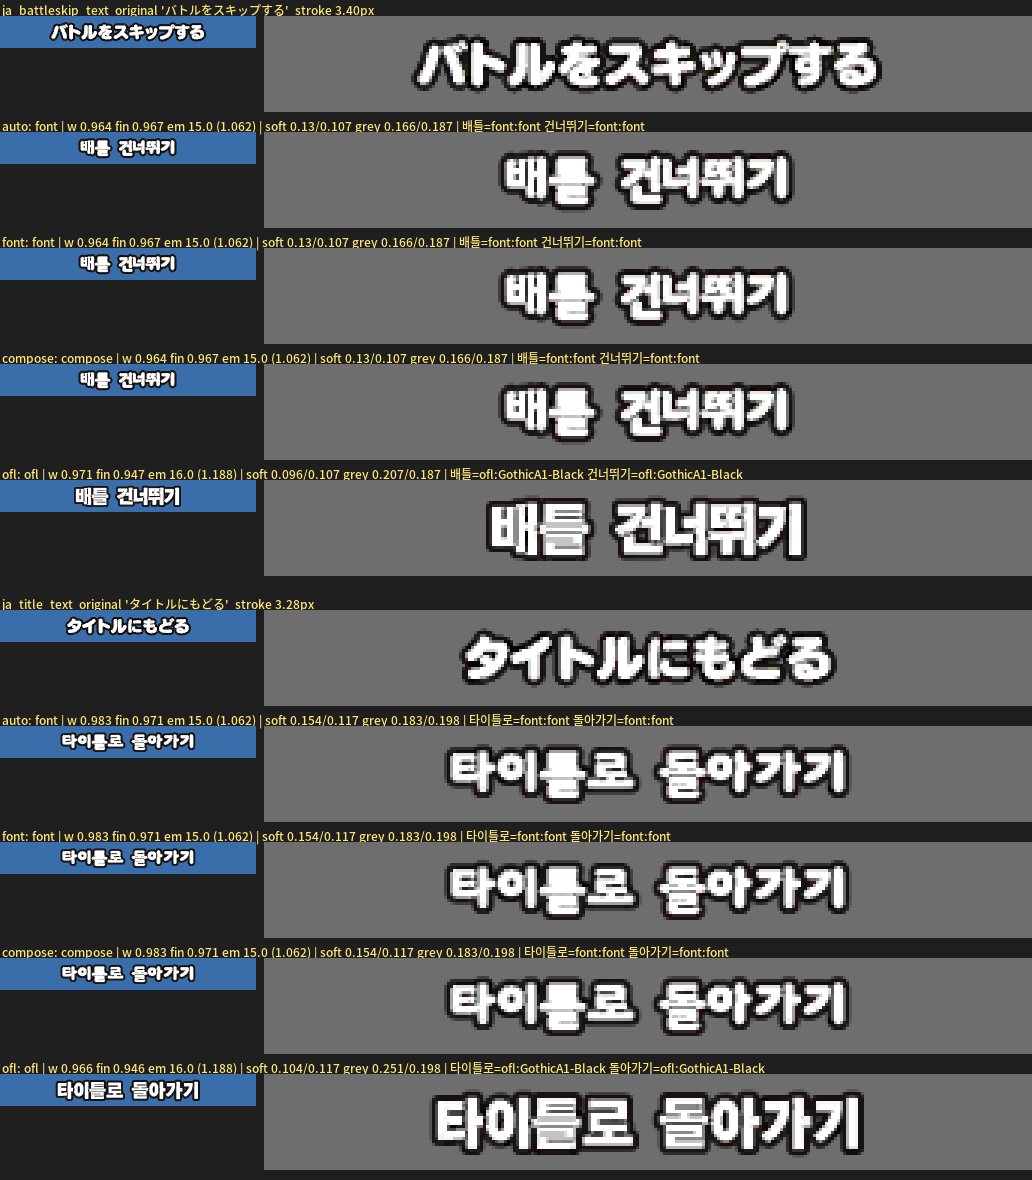 ja_battleskip_text_original 'バトルをスキップする' stroke 3.40px
バトルをスキップする バトルをスキップする
auto: font | w 0.964 fin 0.967 em 15.0 (1.062) | soft 0.13/0.107 grey 0.166/0.187 | 배틀=font:font 건너뛰기=font:font
배틀 건너뛰기 배틀 건너뛰기
font: font | w 0.964 fin 0.967 em 15.0 (1.062) | soft 0.13/0.107 grey 0.166/0.187 | 배틀=font:font 건너뛰기=font:font
배틀 건너뛰기 배틀 건너뛰기
compose: compose | w 0.964 fin 0.967 em 15.0 (1.062) | soft 0.13/0.107 grey 0.166/0.187 | 배틀=font:font 건너뛰기=font:font
배틀 건너뛰기 배틀 건너뛰기
ofl: ofl | w 0.971 fin 0.947 em 16.0 (1.188) | soft 0.096/0.107 grey 0.207/0.187 | 배틀=ofl:GothicA1-Black 건너뛰기=ofl:GothicA1-Black
배틀 건너뛰기 배틀 건너뛰기
ja_title_text_original 'タイトルにもどる' stroke 3.28px
タイトルにもどる タイトルにもどる
auto: font | w 0.983 fin 0.971 em 15.0 (1.062) | soft 0.154/0.117 grey 0.183/0.198 | 타이틀로=font:font 돌아가기=font:font
타이틀로 돌아가기 타이틀로 돌아가기
font: font | w 0.983 fin 0.971 em 15.0 (1.062) | soft 0.154/0.117 grey 0.183/0.198 | 타이틀로=font:font 돌아가기=font:font
타이틀로 돌아가기 타이틀로 돌아가기
compose: compose | w 0.983 fin 0.971 em 15.0 (1.062) | soft 0.154/0.117 grey 0.183/0.198 | 타이틀로=font:font 돌아가기=font:font
타이틀로 돌아가기 타이틀로 돌아가기
ofl: ofl | w 0.966 fin 0.946 em 16.0 (1.188) | soft 0.104/0.117 grey 0.251/0.198 | 타이틀로=ofl:GothicA1-Black 돌아가기=ofl:GothicA1-Black
타이틀로 돌아가기 타이틀로 돌아가기